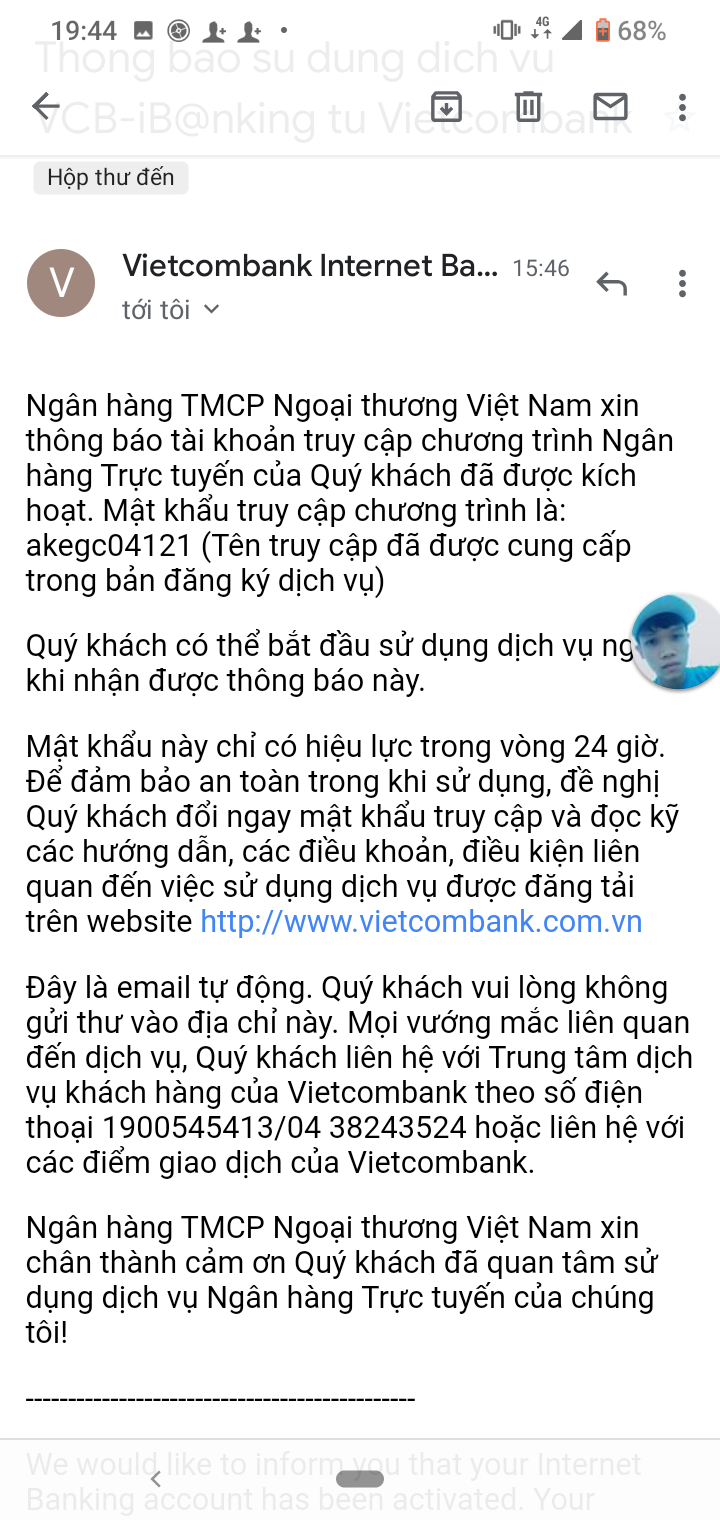 19:44
4G
68%
Thong bao su dung dich vu
VCB-iB@nking tu Vietcombank
Hộp thư đến
V
Vietcombank Internet Ba... 15:46
tới tôi
Ngân hàng TMCP Ngoại thương Việt Nam xin
thông báo tài khoản truy cập chương trình Ngân
hàng Trực tuyến của Quý khách đã được kích
hoạt. Mật khẩu truy cập chương trình là:
akegc04121 (Tên truy cập đã được cung cấp
trong bản đăng ký dịch vụ)
Quý khách có thể bắt đầu sử dụng dịch vụ ng
khi nhận được thông báo này.
Mật khẩu này chỉ có hiệu lực trong vòng 24 giờ.
Để đảm bảo an toàn trong khi sử dụng, đề nghị
Quý khách đổi ngay mật khẩu truy cập và đọc kỹ
các hướng dẫn, các điều khoản, điều kiện liên
quan đến việc sử dụng dịch vụ được đăng tải
trên website http://www.vietcombank.com.vn
Đây là email tự động. Quý khách vui lòng không
gửi thư vào địa chỉ này. Mọi vướng mắc liên quan
đến dịch vụ, Quý khách liên hệ với Trung tâm dịch
vụ khách hàng của Vietcombank theo số điện
thoại 1900545413/04 38243524 hoặc liên hệ với
các điểm giao dịch của Vietcombank.
Ngân hàng TMCP Ngoại thương Việt Nam xin
chân thành cảm ơn Quý khách đã quan tâm sử
dụng dịch vụ Ngân hàng Trực tuyến của chúng
tôi!
----------------------------------------------
We would like to inform you that your Internet
Banking account has been activated. Your